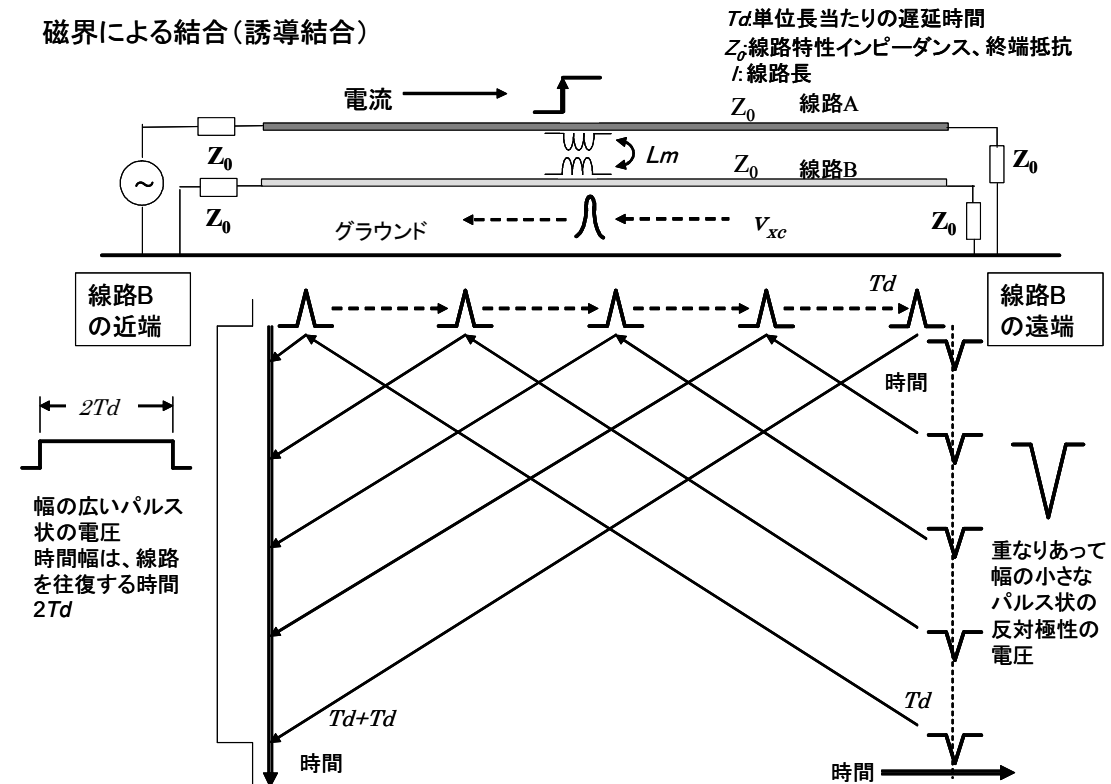 磁界による結合(誘導結合)
Td:単位長当たりの遅延時間
Z0:線路特性インピーダンス、終端抵抗
l:線路長
電流
Z0 線路A
Z0
Lm
Z0
Z0 線路B
Z0
グラウンド
vxc
Z0
~
線路B
の近端
Td
線路B
の遠端
時間
2Td
幅の広いパルス
状の電圧
時間幅は、線路
を往復する時間
2Td
重なりあって
幅の小さな
パルス状の
反対極性の
電圧
Td+Td
Td
時間
時間